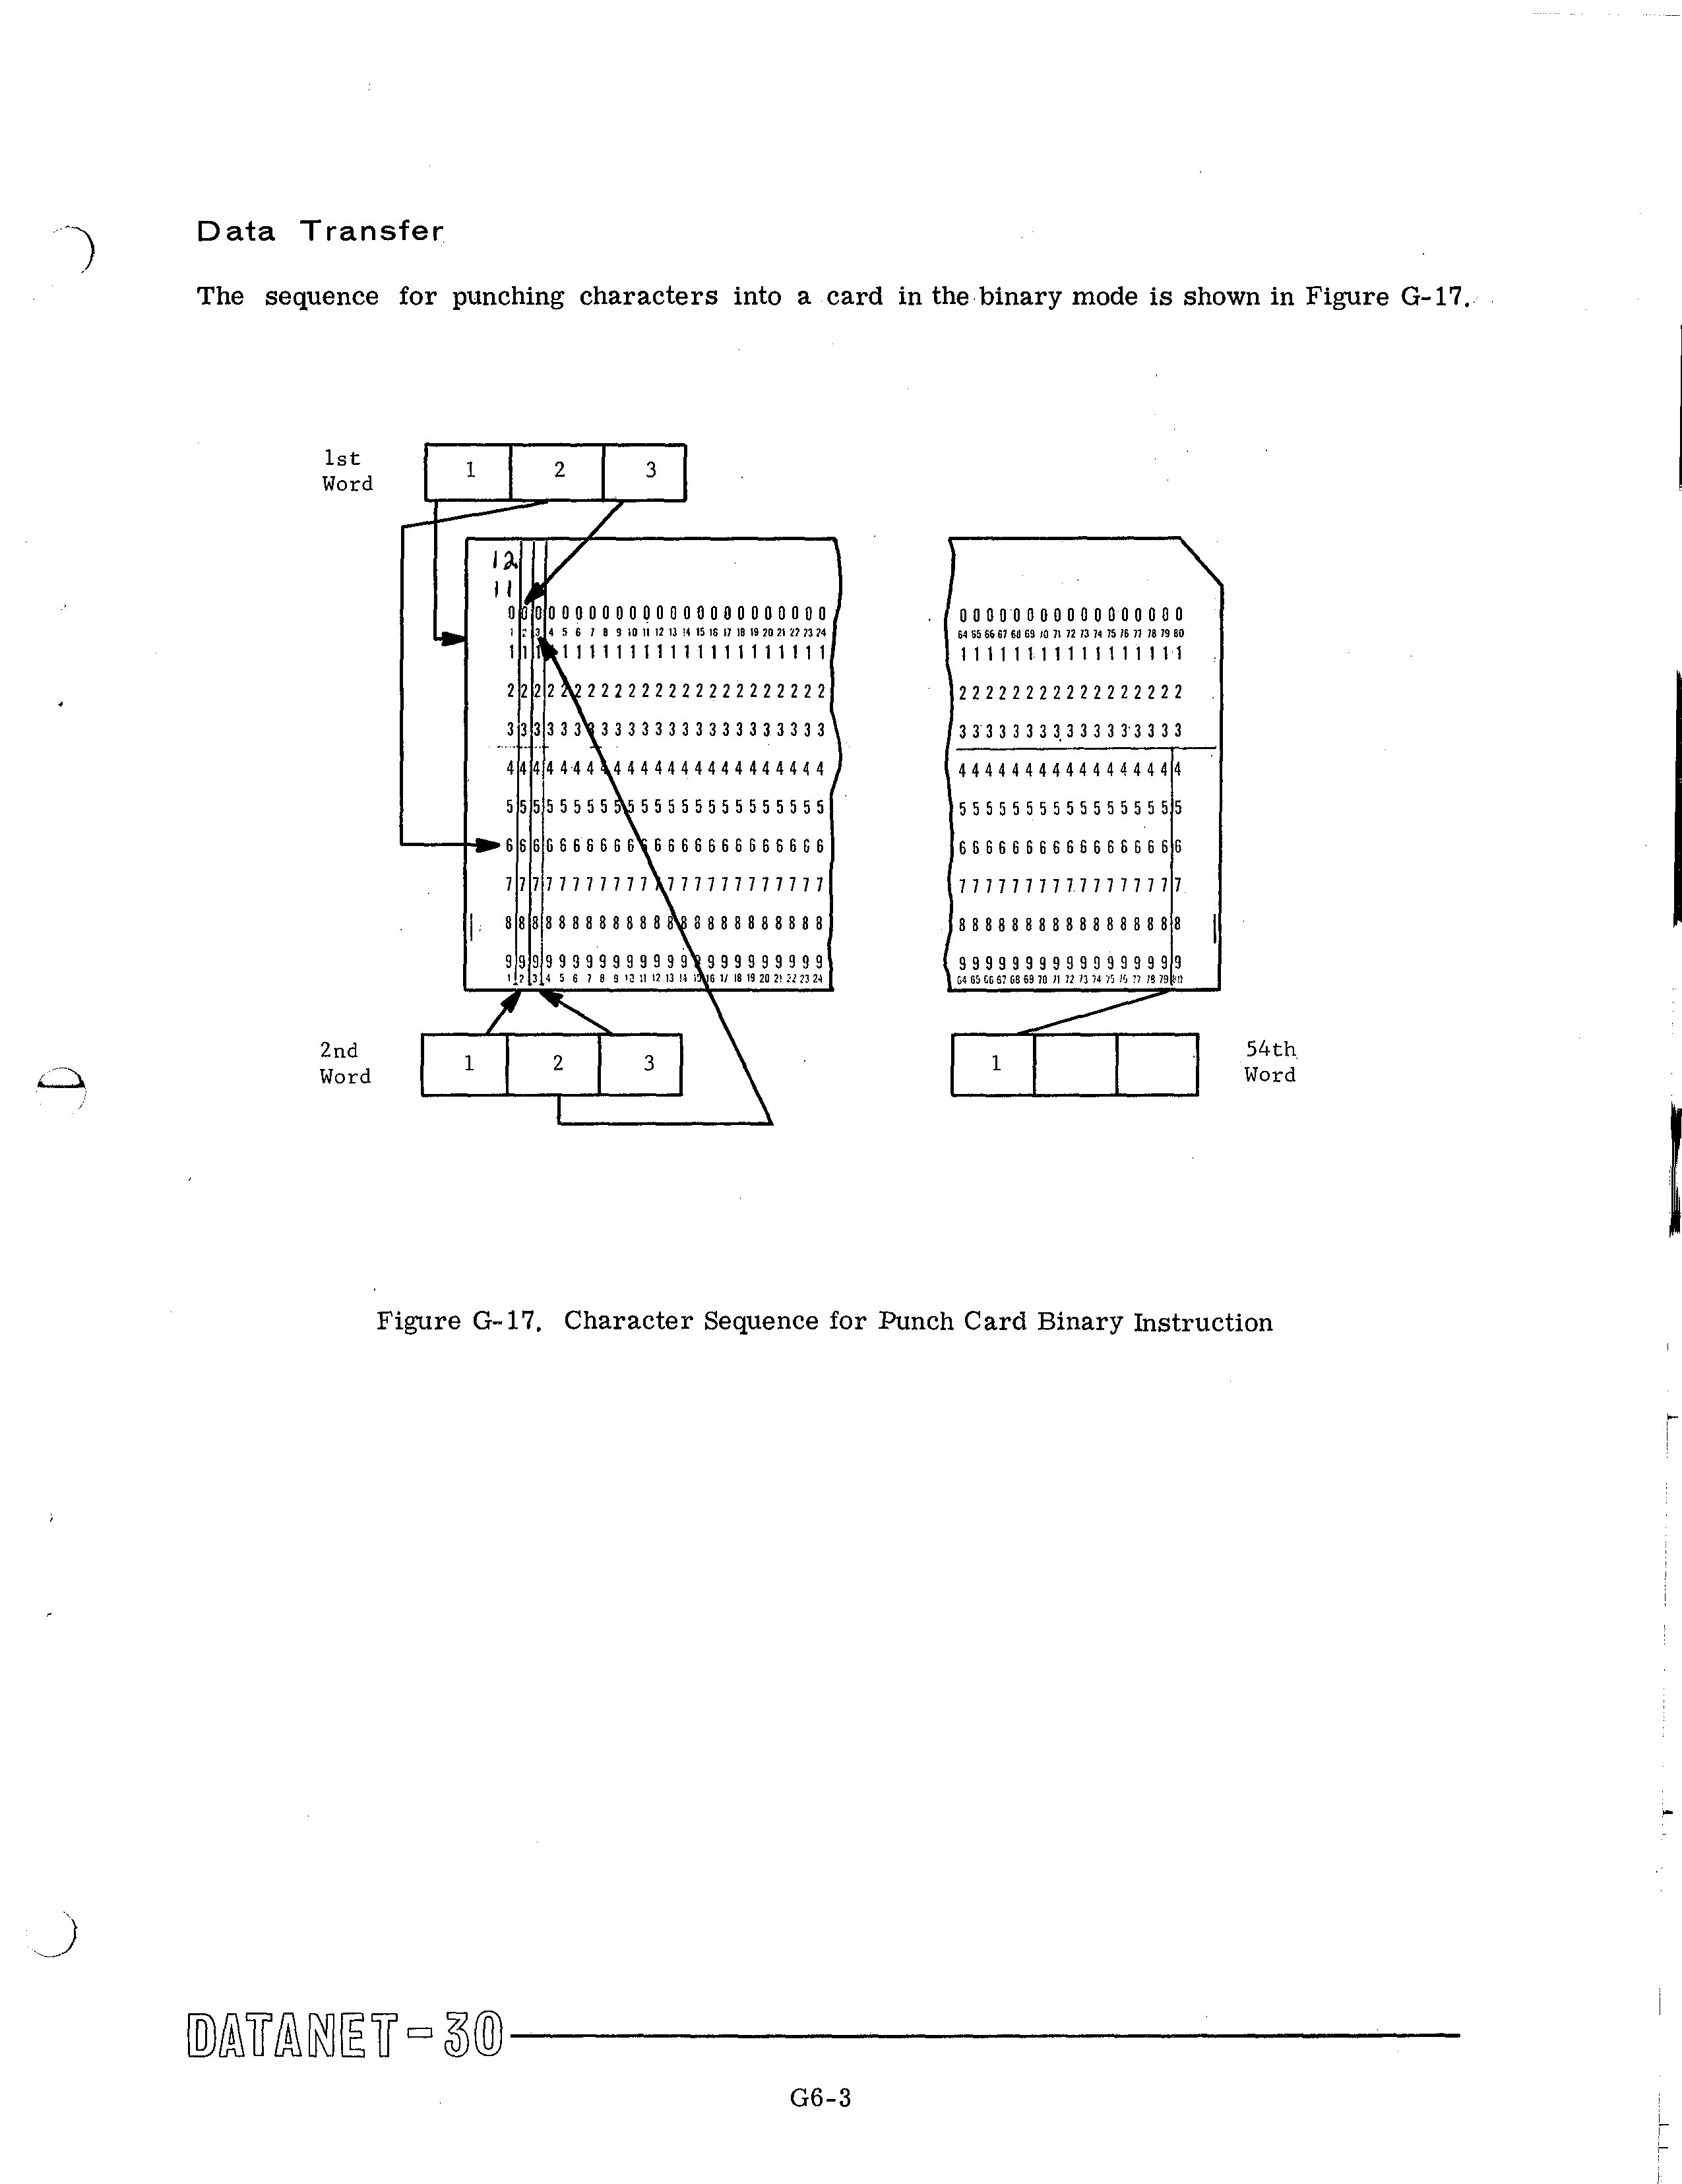 Data Transfer
The sequence for punching characters into a card in the binary mode is shown in Figure G-17.
1st
Word
1 2 3
12
11
0 0 0 0 0 0 0 0 0 0 0 0 0 0 0 0 0 0 0 0 0 0 0 0
1 2 3 4 5 6 7 8 9 10 11 12 13 14 15 16 17 18 19 20 21 22 23 24
1 1 1 1 1 1 1 1 1 1 1 1 1 1 1 1 1 1 1 1 1 1 1 1
2 2 2 2 2 2 2 2 2 2 2 2 2 2 2 2 2 2 2 2 2 2 2 2
3 3 3 3 3 3 3 3 3 3 3 3 3 3 3 3 3 3 3 3 3 3 3 3
4 4 4 4 4 4 4 4 4 4 4 4 4 4 4 4 4 4 4 4 4 4 4 4
5 5 5 5 5 5 5 5 5 5 5 5 5 5 5 5 5 5 5 5 5 5 5 5
6 6 6 6 6 6 6 6 6 6 6 6 6 6 6 6 6 6 6 6 6 6 6 6
7 7 7 7 7 7 7 7 7 7 7 7 7 7 7 7 7 7 7 7 7 7 7 7
8 8 8 8 8 8 8 8 8 8 8 8 8 8 8 8 8 8 8 8 8 8 8 8
9 9 9 9 9 9 9 9 9 9 9 9 9 9 9 9 9 9 9 9 9 9 9 9
1 2 3 4 5 6 7 8 9 10 11 12 13 14 15 16 17 18 19 20 21 22 23 24
0 0 0 0 0 0 0 0 0 0 0 0 0 0 0 0 0
64 65 66 67 68 69 70 71 72 73 74 75 76 77 78 79 80
1 1 1 1 1 1 1 1 1 1 1 1 1 1 1 1 1
2 2 2 2 2 2 2 2 2 2 2 2 2 2 2 2 2
3 3 3 3 3 3 3 3 3 3 3 3 3 3 3 3 3
4 4 4 4 4 4 4 4 4 4 4 4 4 4 4 4 4
5 5 5 5 5 5 5 5 5 5 5 5 5 5 5 5 5
6 6 6 6 6 6 6 6 6 6 6 6 6 6 6 6 6
7 7 7 7 7 7 7 7 7 7 7 7 7 7 7 7 7
8 8 8 8 8 8 8 8 8 8 8 8 8 8 8 8 8
9 9 9 9 9 9 9 9 9 9 9 9 9 9 9 9 9
64 65 66 67 68 69 70 71 72 73 74 75 76 77 78 79 80
2nd
Word
1 2 3
1
54th
Word
Figure G-17. Character Sequence for Punch Card Binary Instruction
DATANET-30
G6-3